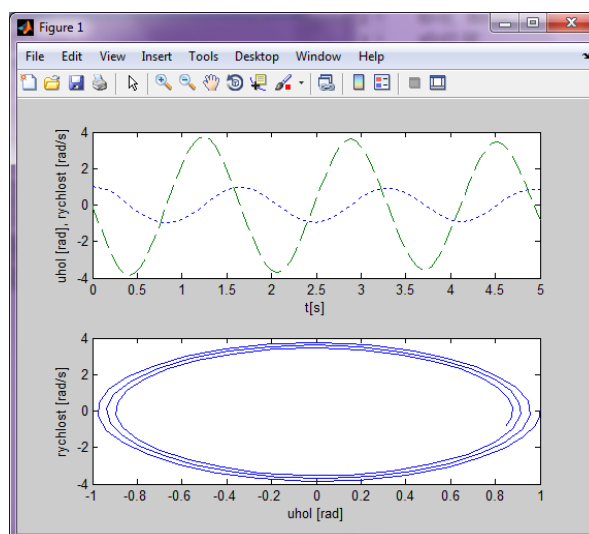 Figure 1
File Edit View Insert Tools Desktop Window Help
uhol [rad], rychlost [rad/s]
4
2
0
-2
-4
0 0.5 1 1.5 2 2.5 3 3.5 4 4.5 5
t[s]
rychlost [rad/s]
4
2
0
-2
-4
-1 -0.8 -0.6 -0.4 -0.2 0 0.2 0.4 0.6 0.8 1
uhol [rad]